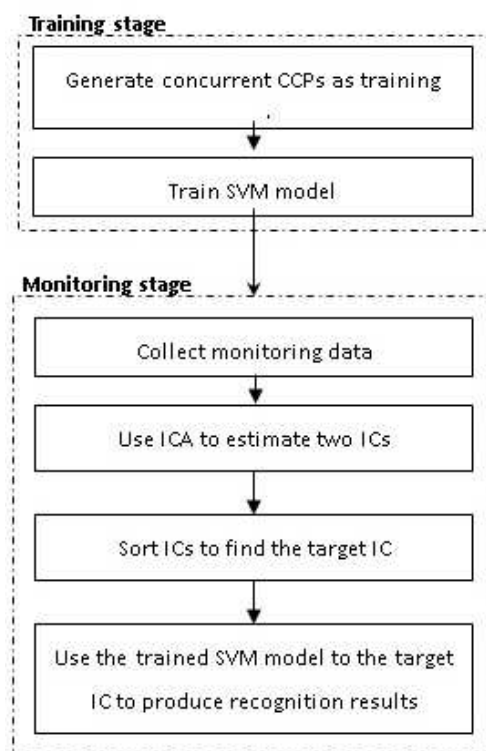 Training stage
Generate concurrent CCPs as training
.
Train SVM model
Monitoring stage
Collect monitoring data
Use ICA to estimate two ICs
Sort ICs to find the target IC
Use the trained SVM model to the target
IC to produce recognition results